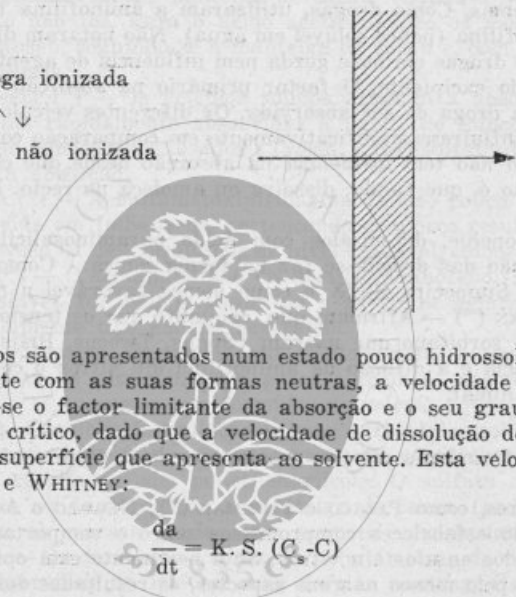 ga ionizada
não ionizada
os são apresentados num estado pouco hidrossol
te com as suas formas neutras, a velocidade
-se o factor limitante da absorção e o seu grau
crítico, dado que a velocidade de dissolução de
superfície que apresenta ao solvente. Esta velo
e WHITNEY:
da
dt = K. S. (Cs-C)